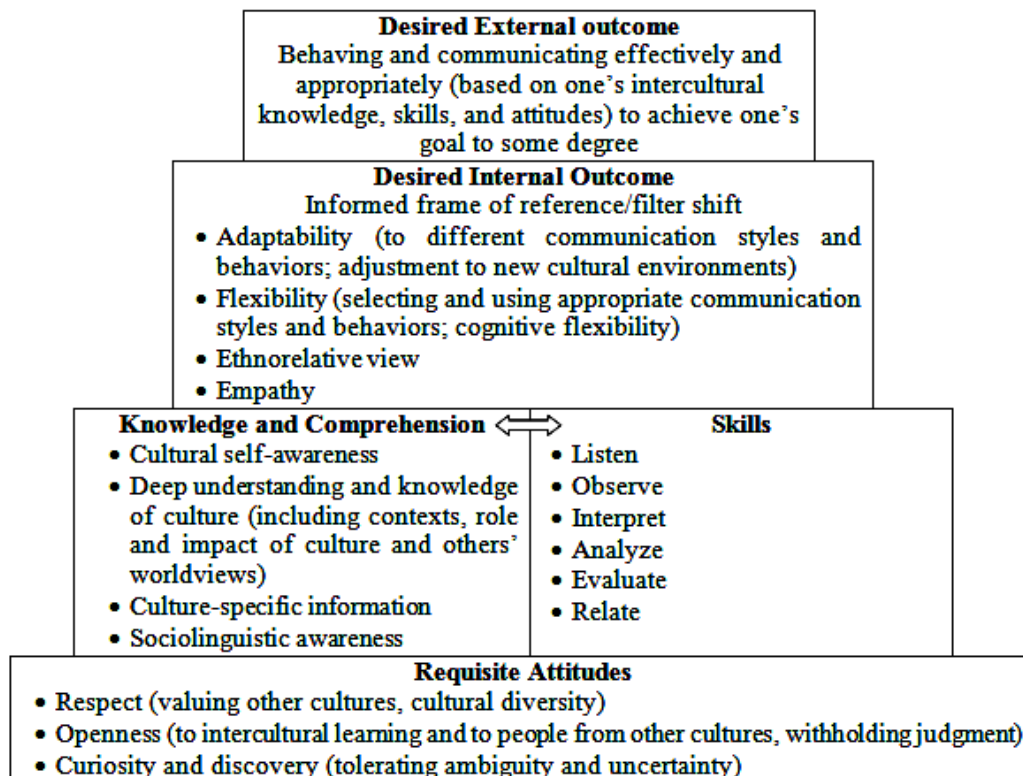 Desired External outcome
Behaving and communicating effectively and
appropriately (based on one’s intercultural
knowledge, skills, and attitudes) to achieve one’s
goal to some degree
Desired Internal Outcome
Informed frame of reference/filter shift
• Adaptability (to different communication styles and
behaviors; adjustment to new cultural environments)
• Flexibility (selecting and using appropriate communication
styles and behaviors; cognitive flexibility)
• Ethnorelative view
• Empathy
Knowledge and Comprehension
• Cultural self-awareness
• Deep understanding and knowledge
of culture (including contexts, role
and impact of culture and others’
worldviews)
• Culture-specific information
• Sociolinguistic awareness
Skills
• Listen
• Observe
• Interpret
• Analyze
• Evaluate
• Relate
Requisite Attitudes
• Respect (valuing other cultures, cultural diversity)
• Openness (to intercultural learning and to people from other cultures, withholding judgment)
• Curiosity and discovery (tolerating ambiguity and uncertainty)